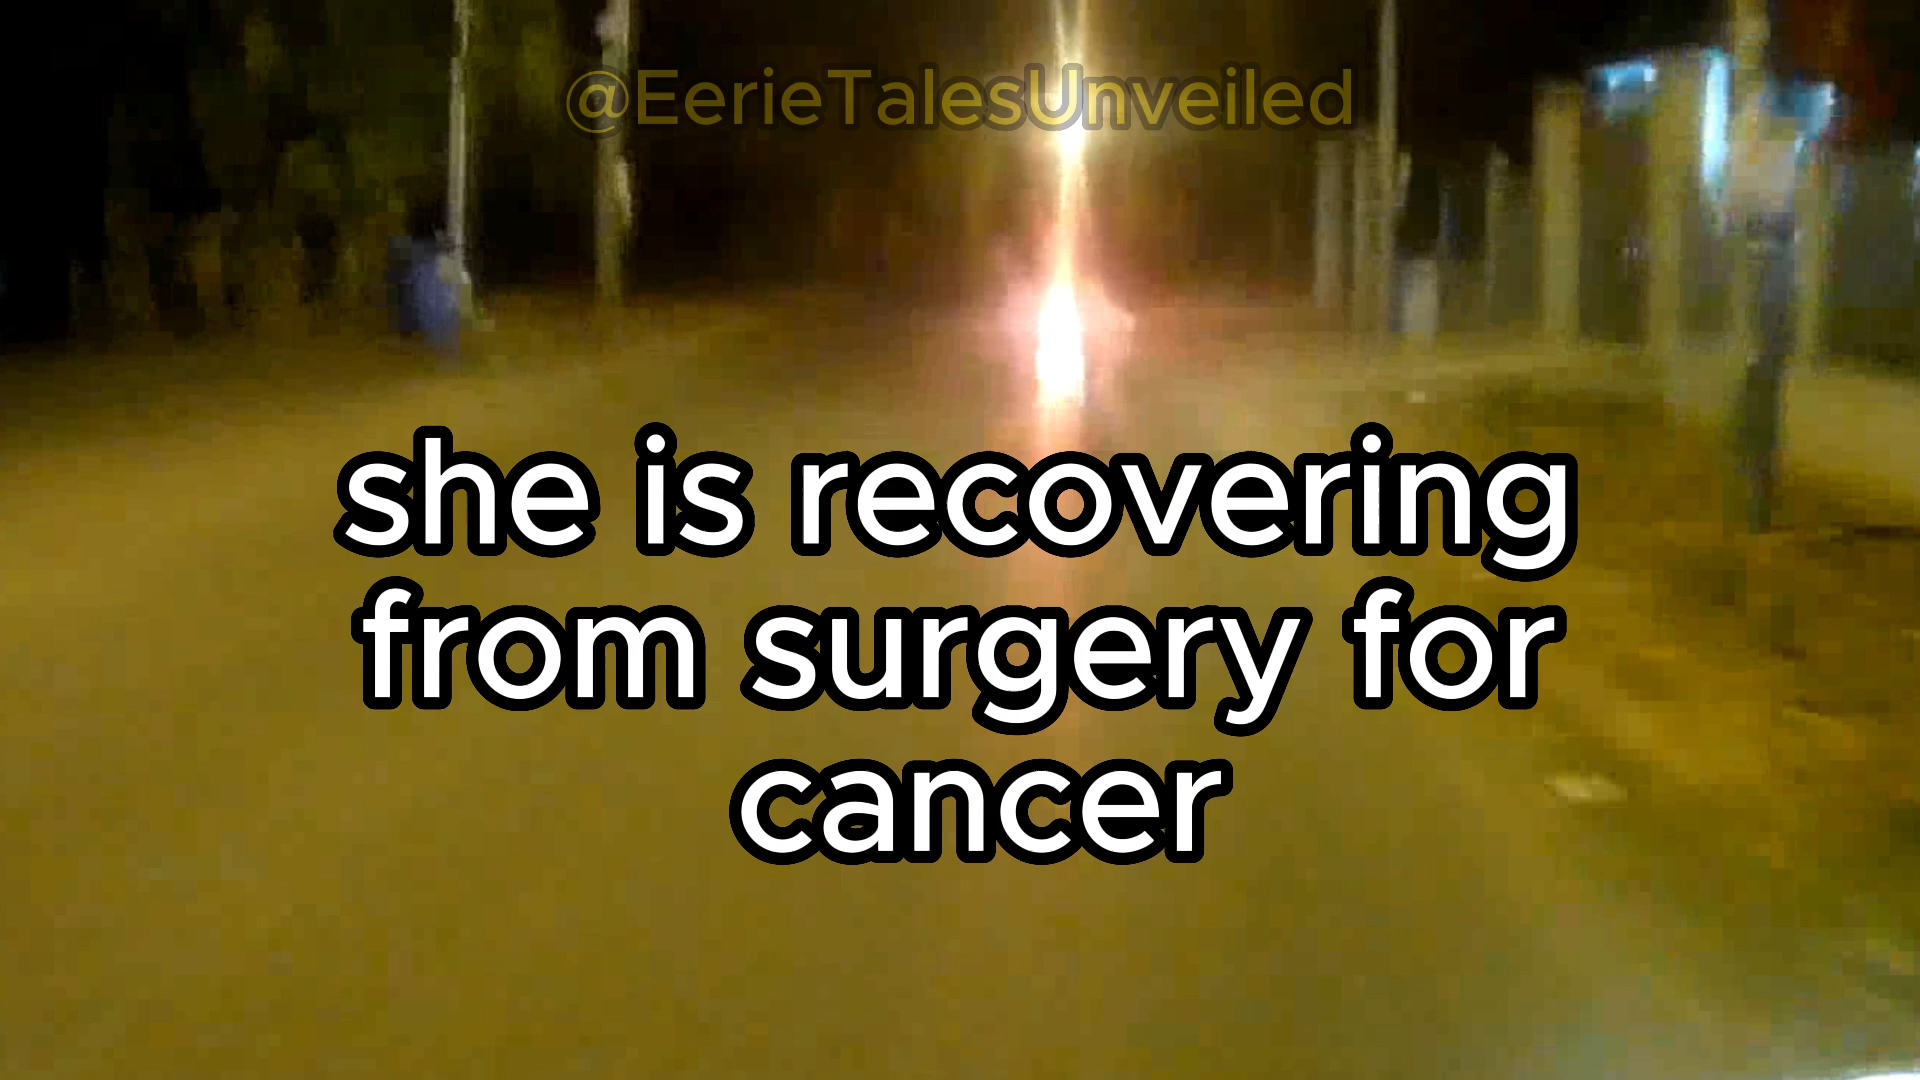 @EerieTalesUnveiled
she is recovering
from surgery for
cancer